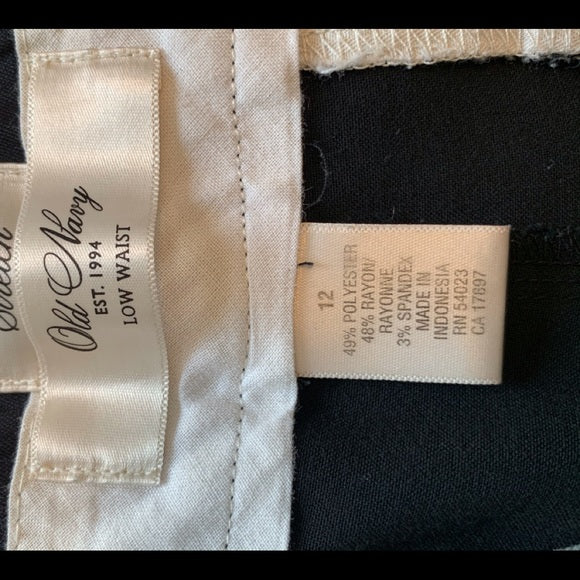 Stretch
Old Navy
EST. 1994
LOW WAIST
12
49% POLYESTER
48% RAYON/
RAYONNE
3% SPANDEX
MADE IN
INDONESIA
RN 54023
CA 17897